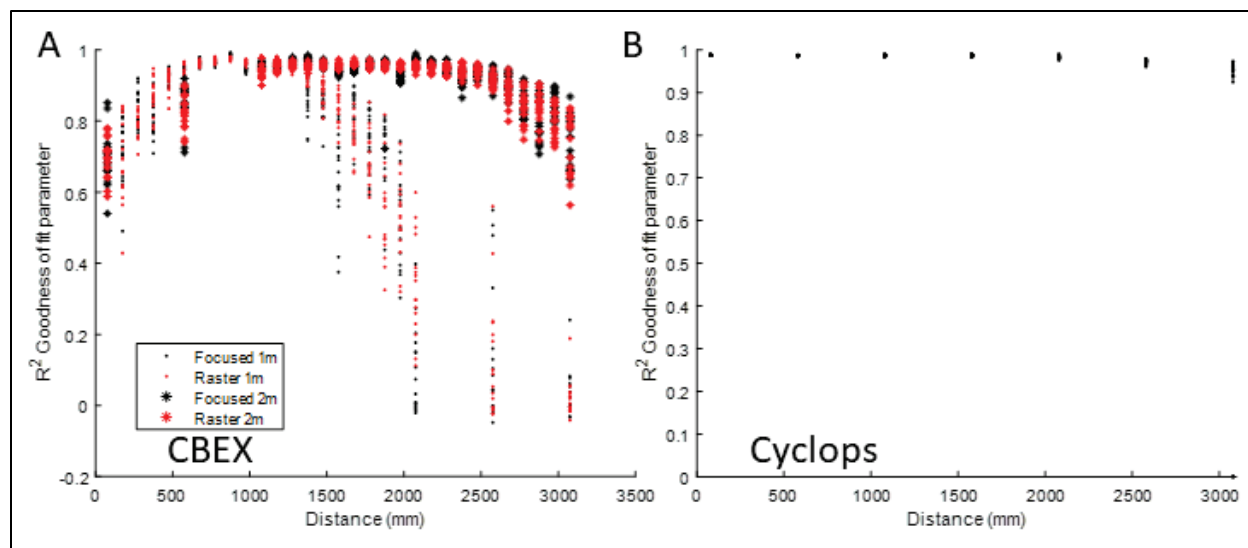 A
R² Goodness of fit parameter
1
0.8
0.6
0.4
0.2
0
-0.2
Focused 1m
Raster 1m
Focused 2m
Raster 2m
CBEX
0 500 1000 1500 2000 2500 3000 3500
Distance (mm)
B
R² Goodness of fit parameter
1
0.9
0.8
0.7
0.6
0.5
0.4
0.3
0.2
0.1
0
Cyclops
0 500 1000 1500 2000 2500 3000
Distance (mm)